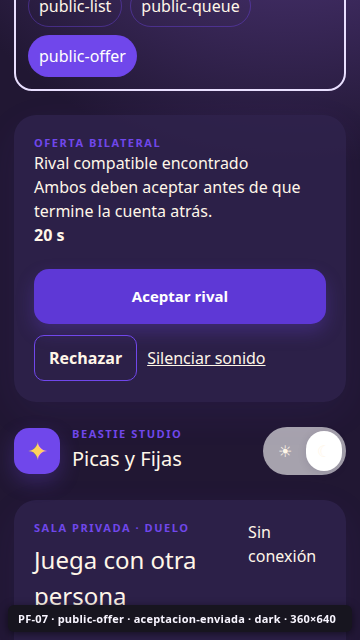 public-list public-queue
public-offer
OFERTA BILATERAL
Rival compatible encontrado
Ambos deben aceptar antes de que
termine la cuenta atrás.
20 s
Aceptar rival
Rechazar Silenciar sonido
BEASTIE STUDIO
Picas y Fijas
SALA PRIVADA · DUELO
Sin
conexión
Juega con otra
persona
PF-07 · public-offer · aceptacion-enviada · dark · 360×640